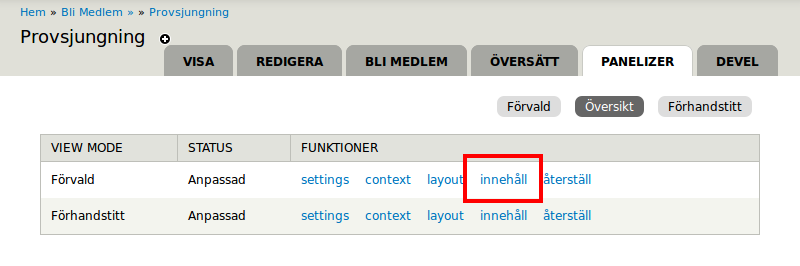 Hem » Bli Medlem » » Provsjungning
Provsjungning
VISA REDIGERA BLI MEDLEM ÖVERSÄTT PANELIZER DEVEL
Förvald Översikt Förhandstitt
VIEW MODE STATUS FUNKTIONER
Förvald Anpassad settings context layout innehåll återställ
Förhandstitt Anpassad settings context layout innehåll återställ